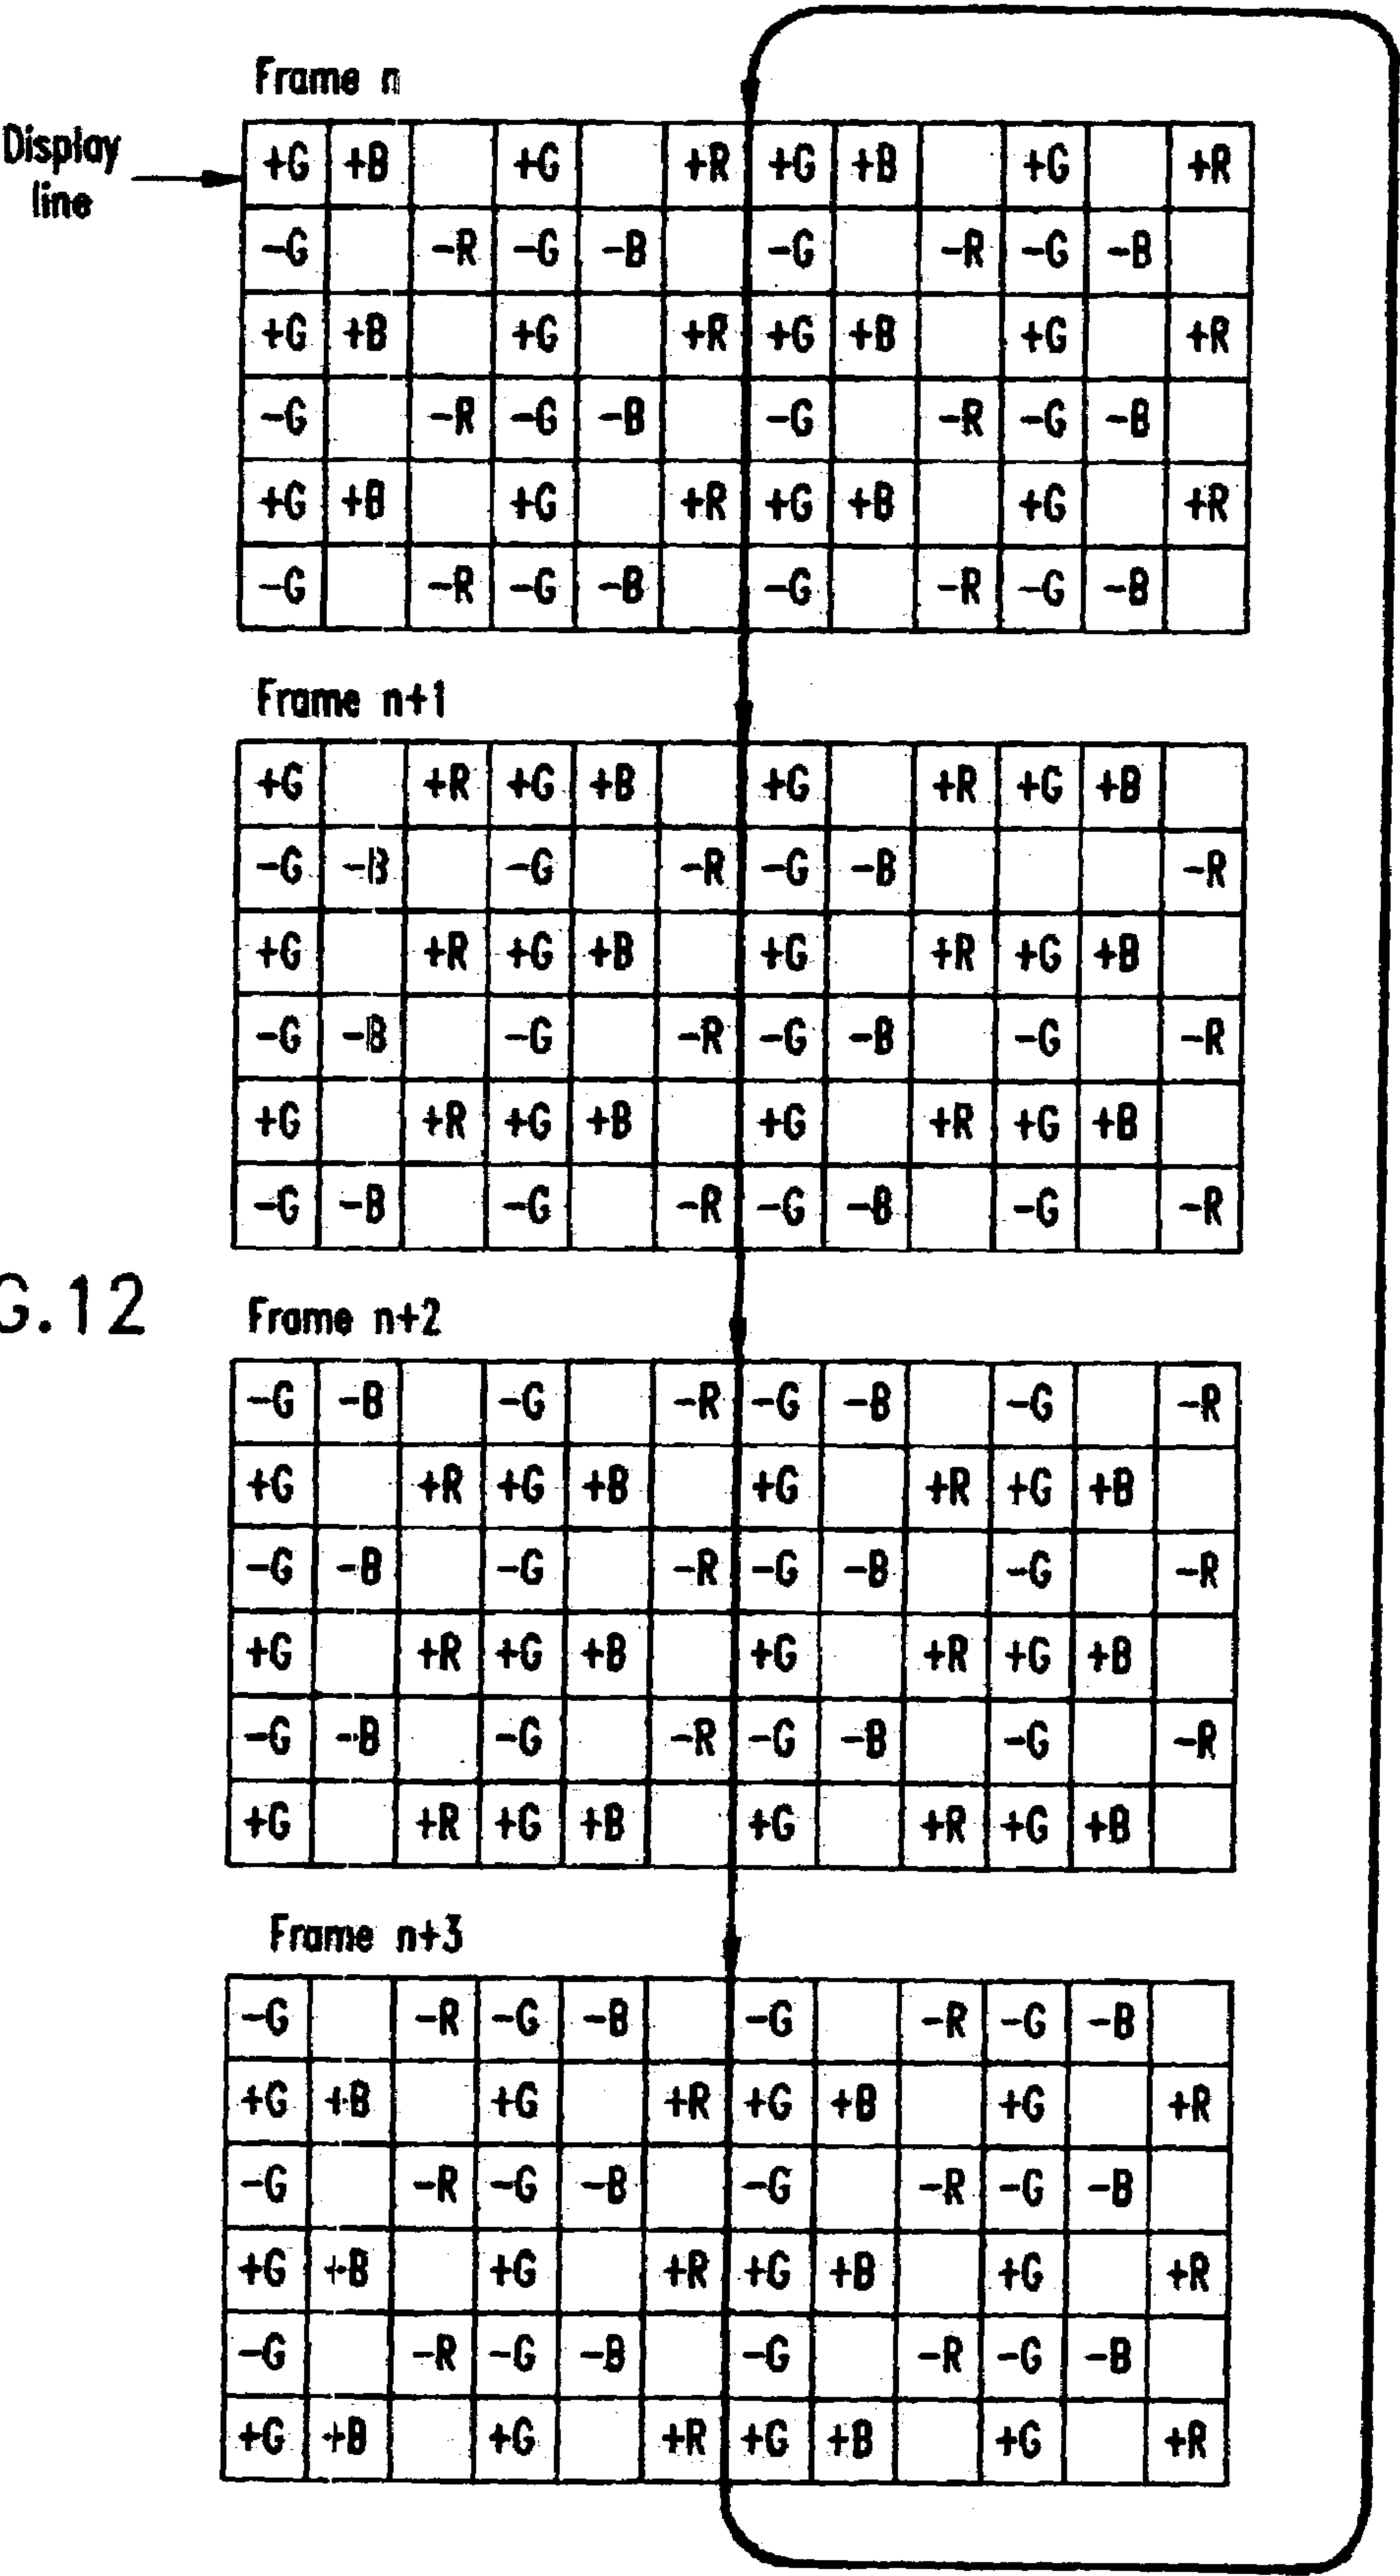 Frame n
Display
line
+G +B +G +R +G +B +G +R
-G -R -G -B -G -R -G -B
+G +B +G +R +G +B +G +R
-G -R -G -B -G -R -G -B
+G +B +G +R +G +B +G +R
-G -R -G -B -G -R -G -B
Frame n+1
+G +R +G +B +G +R +G +B
-G -B -G -R -G -B -R
+G +R +G +B +G +R +G +B
-G -B -G -R -G -B -G -R
+G +R +G +B +G +R +G +B
-G -B -G -R -G -B -G -R
G.12
Frame n+2
-G -B -G -R -G -B -G -R
+G +R +G +B +G +R +G +B
-G -B -G -R -G -B -G -R
+G +R +G +B +G +R +G +B
-G -B -G -R -G -B -G -R
+G +R +G +B +G +R +G +B
Frame n+3
-G -R -G -B -G -R -G -B
+G +B +G +R +G +B +G +R
-G -R -G -B -G -R -G -B
+G +B +G +R +G +B +G +R
-G -R -G -B -G -R -G -B
+G +B +G +R +G +B +G +R